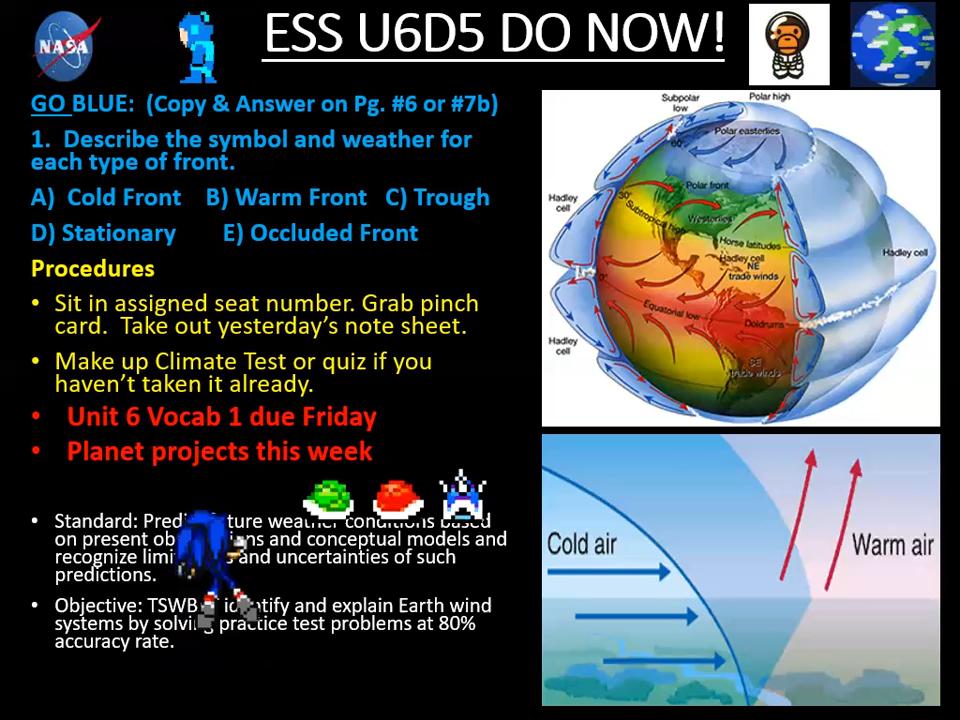 NASA
ESS U6D5 DO NOW!
GO BLUE: (Copy & Answer on Pg. #6 or #7b)
1. Describe the symbol and weather for
each type of front.
A) Cold Front B) Warm Front C) Trough
D) Stationary E) Occluded Front
Procedures
• Sit in assigned seat number. Grab pinch
card. Take out yesterday's note sheet.
• Make up Climate Test or quiz if you
haven't taken it already.
• Unit 6 Vocab 1 due Friday
• Planet projects this week
• Standard: weather conditions based
on present and conceptual models and
recognize and uncertainties of such
predictions.
• Objective: TSWBAT identify and explain Earth wind
systems by solving practice test problems at 80%
accuracy rate.
Subpolar
low
Polar high
60°
Polar easterlies
Hadley
cell
30°
Polar front
Subtropical high
Westerlies
Horse latitudes
Hadley cell
NE
trade winds
Hadley cell
0°
Equatorial low
Doldrums
Hadley
cell
SE
trade winds
Cold air
Warm air